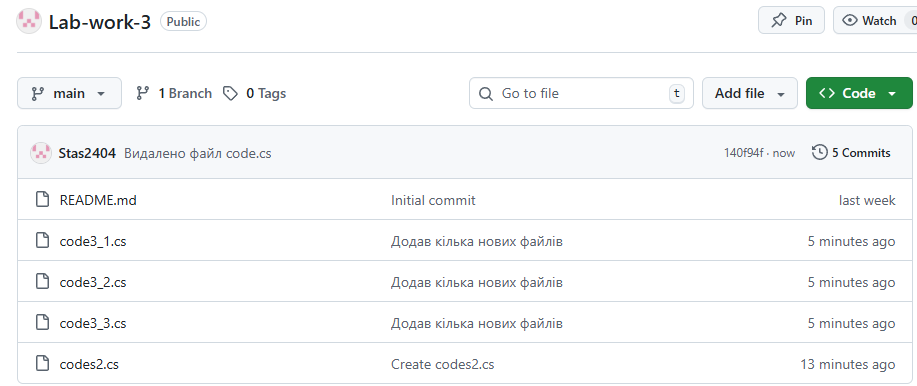 Lab-work-3 Public Pin Watch 0
main 1 Branch 0 Tags Go to file t Add file Code
Stas2404 Видалено файл code.cs 140f94f · now 5 Commits
README.md Initial commit last week
code3_1.cs Додав кілька нових файлів 5 minutes ago
code3_2.cs Додав кілька нових файлів 5 minutes ago
code3_3.cs Додав кілька нових файлів 5 minutes ago
codes2.cs Create codes2.cs 13 minutes ago